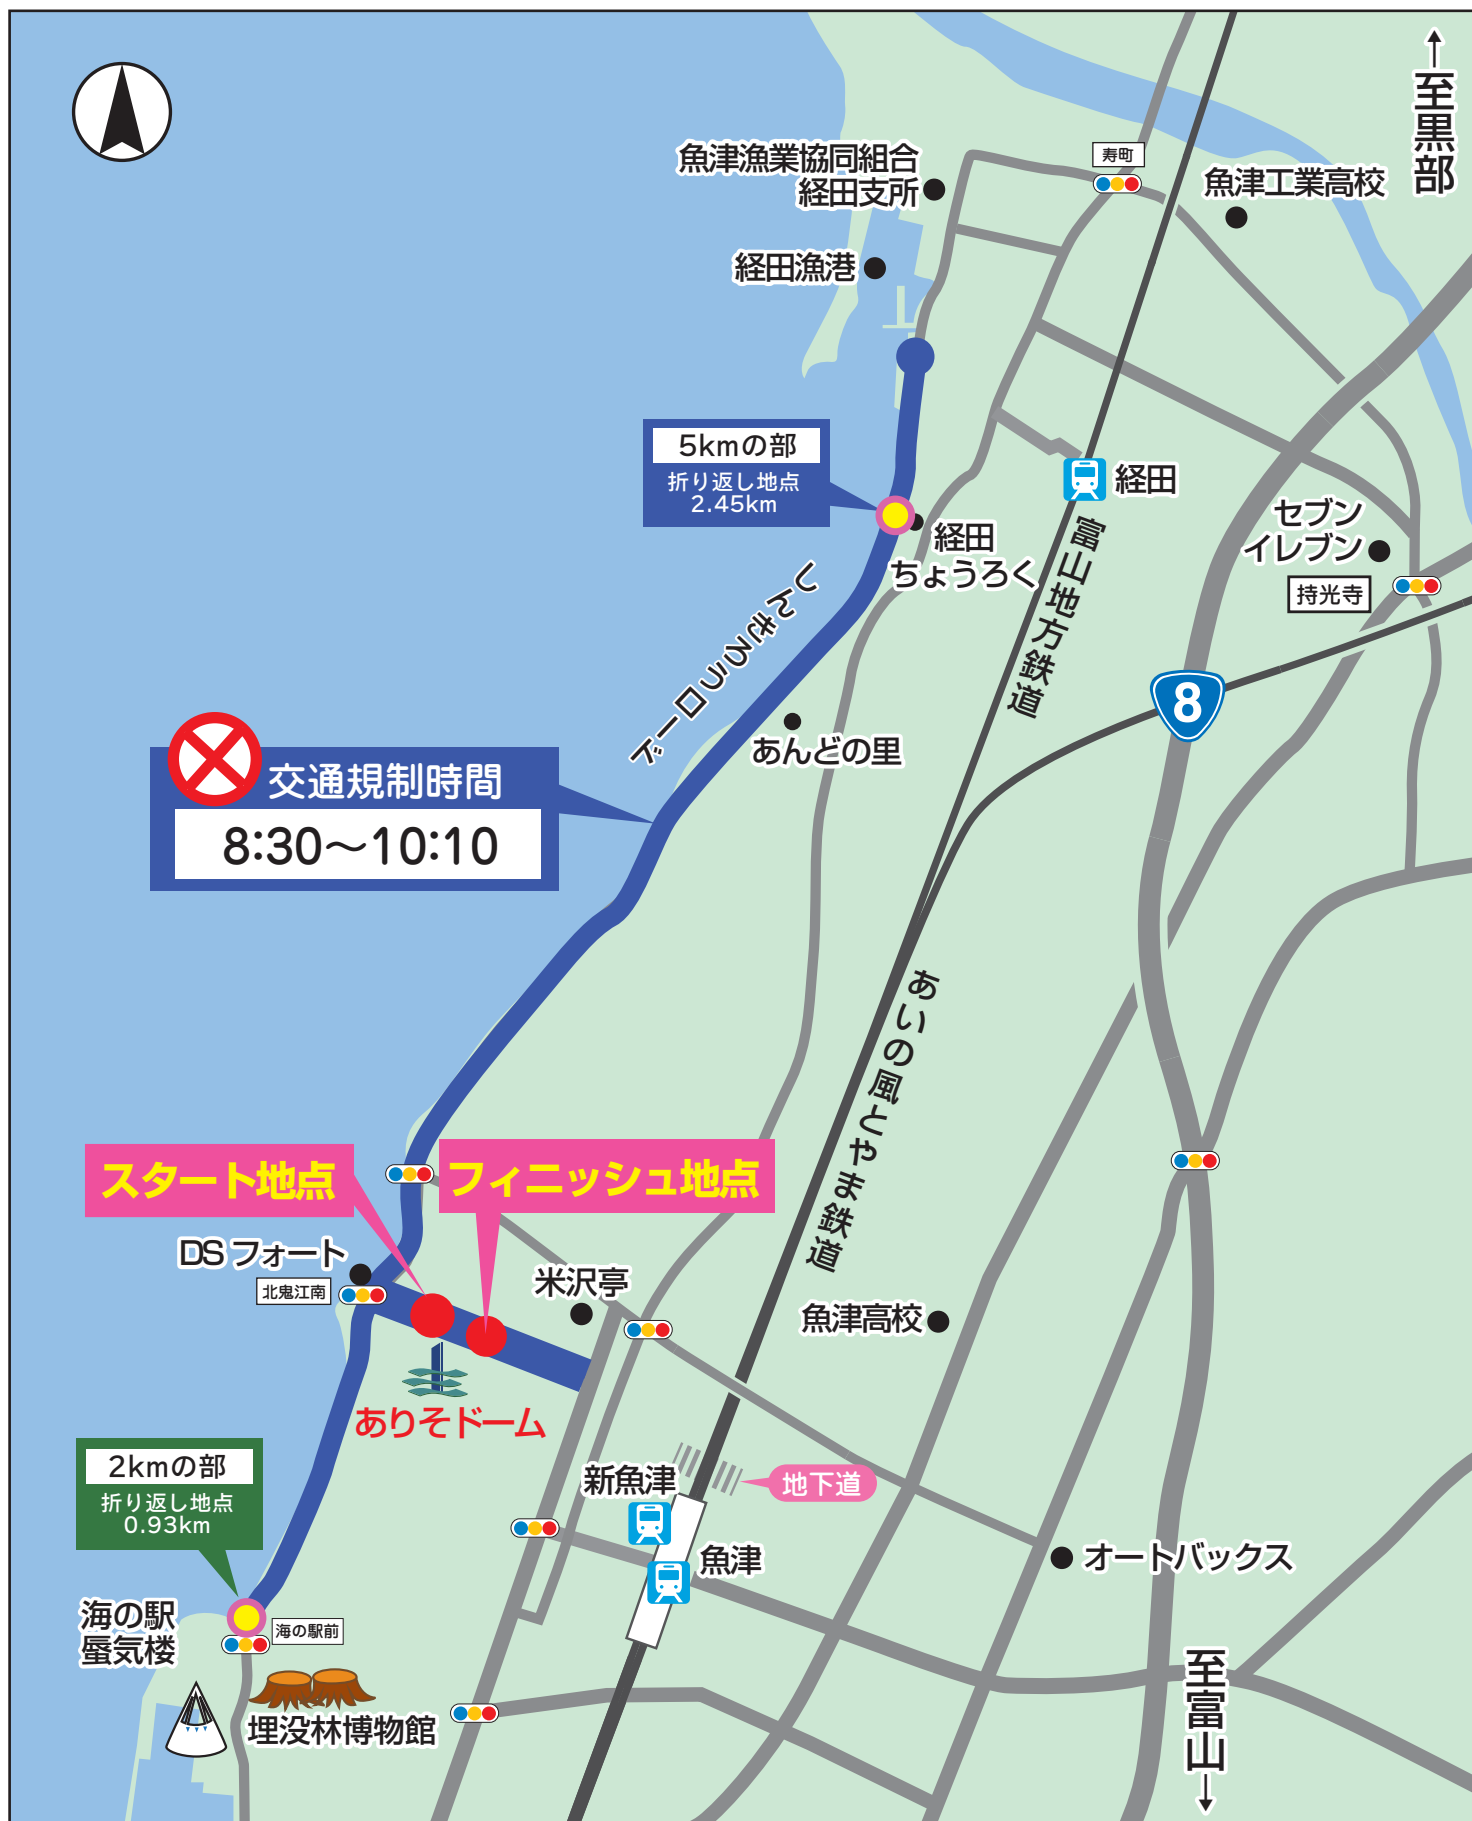 ↑至黒部
寿町
魚津漁業協同組合
経田支所
魚津工業高校
経田漁港
5kmの部
折り返し地点
2.45km
経田
セブン
イレブン
持光寺
経田
ちょうろく
富山地方鉄道
しんきろうロード
8
あんどの里
交通規制時間
8:30〜10:10
あいの風とやま鉄道
スタート地点
フィニッシュ地点
DSフォート
北鬼江南
米沢亭
魚津高校
ありそドーム
2kmの部
折り返し地点
0.93km
新魚津
地下道
魚津
オートバックス
海の駅
蜃気楼
海の駅前
埋没林博物館
至富山↓